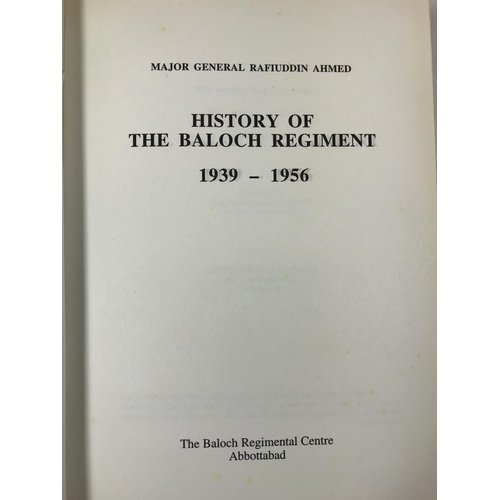 MAJOR GENERAL RAFIUDDIN AHMED
HISTORY OF
THE BALOCH REGIMENT
1939 – 1956
The Baloch Regimental Centre
Abbottabad